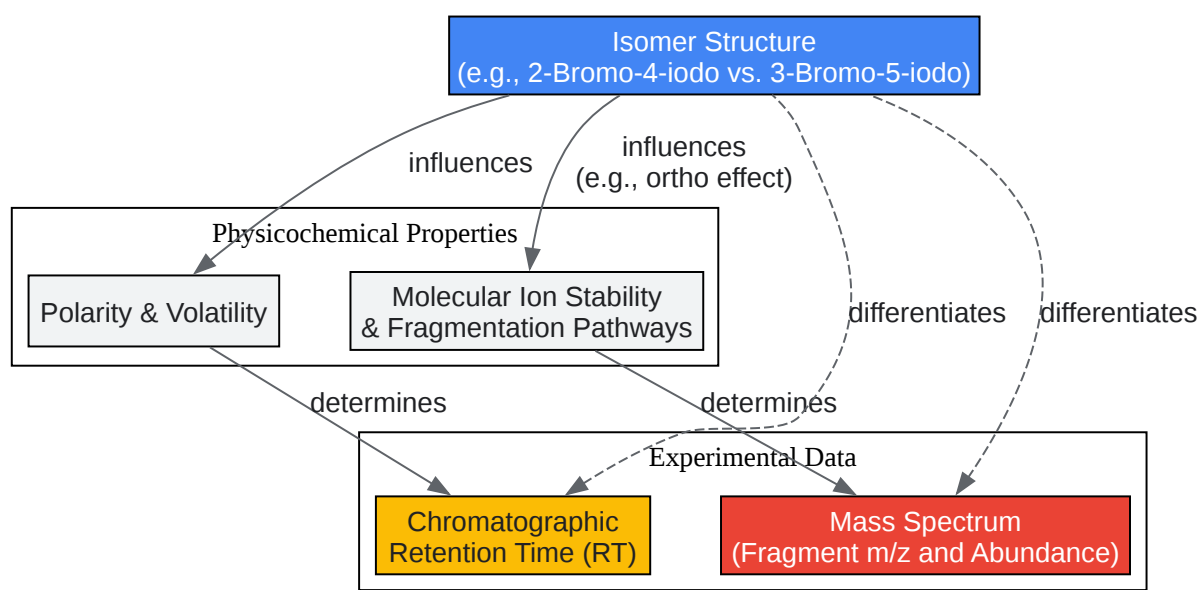 Isomer Structure
(e.g., 2-Bromo-4-iodo vs. 3-Bromo-5-iodo)
influences
influences
(e.g., ortho effect)
Physicochemical Properties
Polarity & Volatility
Molecular Ion Stability
& Fragmentation Pathways
differentiates
differentiates
determines
determines
Experimental Data
Chromatographic
Retention Time (RT)
Mass Spectrum
(Fragment m/z and Abundance)